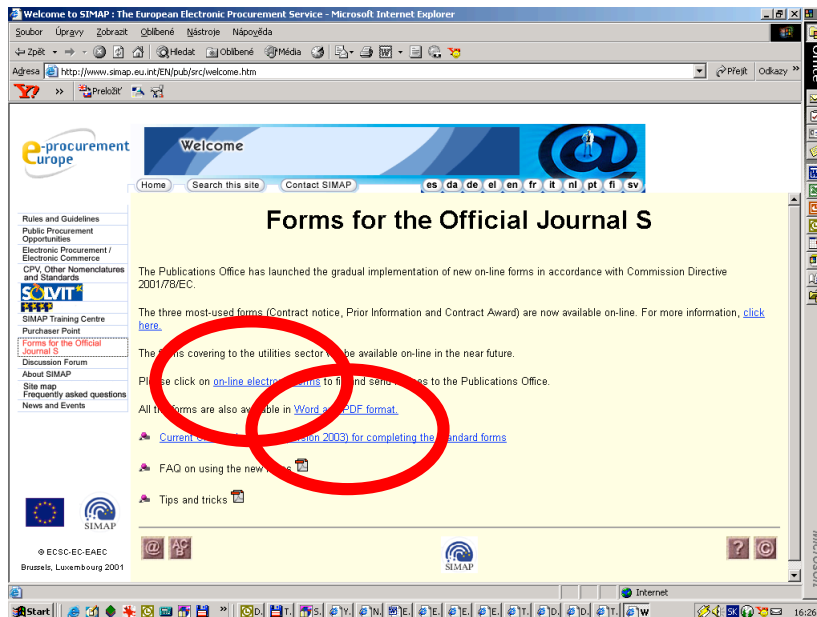 Welcome to SIMAP : The European Electronic Procurement Service - Microsoft Internet Explorer
Soubor Úpravy Zobrazit Oblíbené Nástroje Nápověda
Zpět Hledat Oblíbené Média
Adresa http://www.simap.eu.int/EN/pub/src/welcome.htm Přejít Odkazy »
Y? » Přeložit
e-procurement
Europe
Welcome
Home Search this site Contact SIMAP es da de el en fr it nl pt fi sv
Forms for the Official Journal S
Rules and Guidelines
Public Procurement
Opportunities
Electronic Procurement /
Electronic Commerce
CPV, Other Nomenclatures
and Standards
SOLVIT
SIMAP Training Centre
Purchaser Point
Forms for the Official
Journal S
Discussion Forum
About SIMAP
Site map
Frequently asked questions
News and Events
The Publications Office has launched the gradual implementation of new on-line forms in accordance with Commission Directive
2001/78/EC.
The three most-used forms (Contract notice, Prior Information and Contract Award) are now available on-line. For more information, click
here.
The covering to the utilities sector be available on-line in the near future.
click on on-line to send to the Publications Office.
All the forms are also in Word PDF format.
Current 2003) for completing the standard forms
FAQ on using the new
Tips and tricks
SIMAP
© ECSC-EC-EAEC
Brussels, Luxembourg 2001
@ ? ©
SIMAP
Internet
Start » D. T. S. Y. N. E. E. E. E. T. D. D. T. W SK 16:26
Office
Microsoft